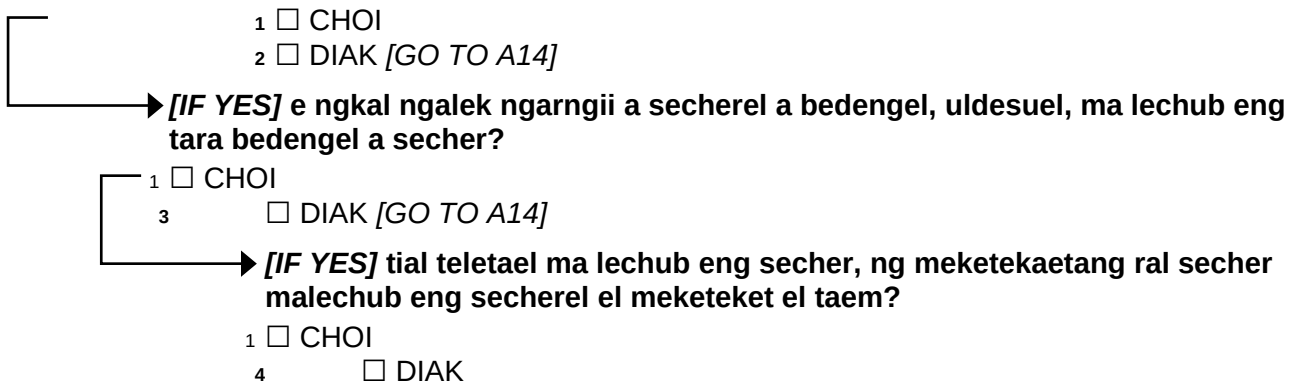 1 ☐ CHOI
2 ☐ DIAK [GO TO A14]
[IF YES] e ngkal ngalek ngarngii a secherel a bedengel, uldesuel, ma lechub eng
tara bedengel a secher?
1 ☐ CHOI
3 ☐ DIAK [GO TO A14]
[IF YES] tial teletael ma lechub eng secher, ng meketekaetang ral secher
malechub eng secherel el meketeket el taem?
1 ☐ CHOI
4 ☐ DIAK